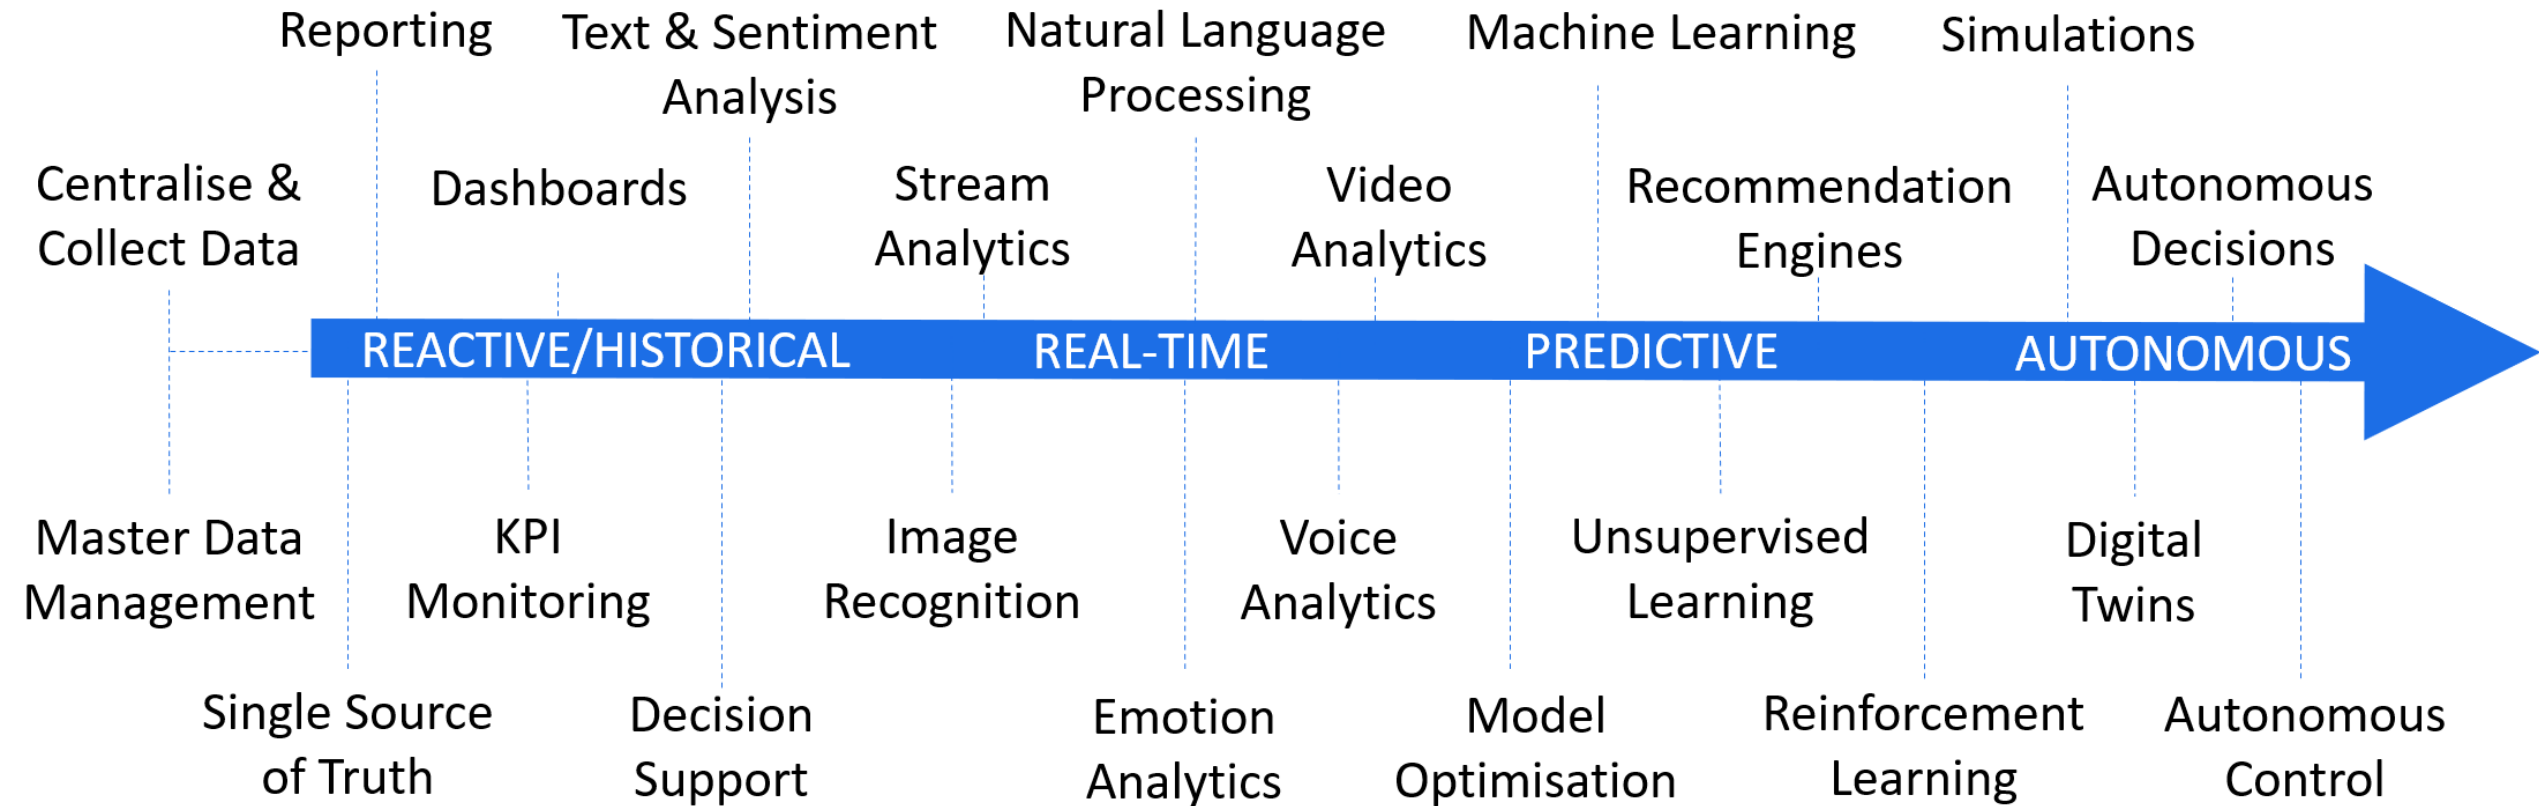 Reporting
Text & Sentiment
Analysis
Natural Language
Processing
Machine Learning
Simulations
Centralise &
Collect Data
Dashboards
Stream
Analytics
Video
Analytics
Recommendation
Engines
Autonomous
Decisions
REACTIVE/HISTORICAL
REAL-TIME
PREDICTIVE
AUTONOMOUS
Master Data
Management
KPI
Monitoring
Image
Recognition
Voice
Analytics
Unsupervised
Learning
Digital
Twins
Single Source
of Truth
Decision
Support
Emotion
Analytics
Model
Optimisation
Reinforcement
Learning
Autonomous
Control